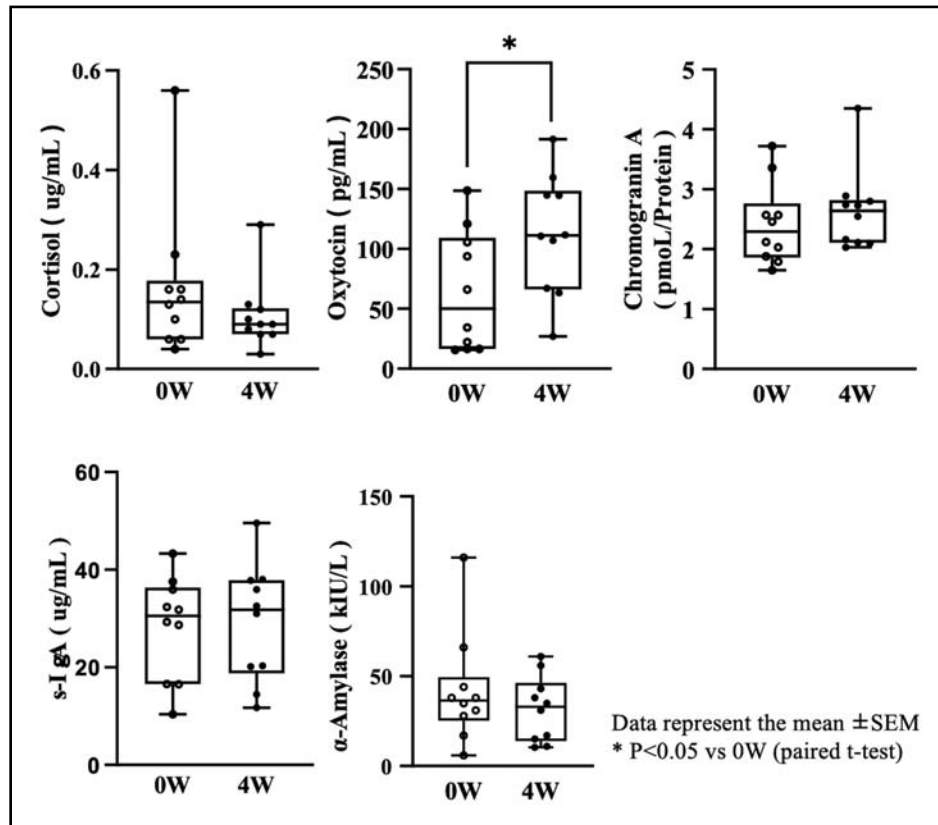 *
Cortisol ( ug/mL )
0.6
0.4
0.2
0.0
0W 4W
Oxytocin ( pg/mL )
250
200
150
100
50
0
0W 4W
Chromogranin A
( pmoL/Protein )
5
4
3
2
1
0
0W 4W
s-IgA ( ug/mL )
60
40
20
0
0W 4W
α-Amylase ( kIU/L )
150
100
50
0
0W 4W
Data represent the mean ±SEM
* P<0.05 vs 0W (paired t-test)